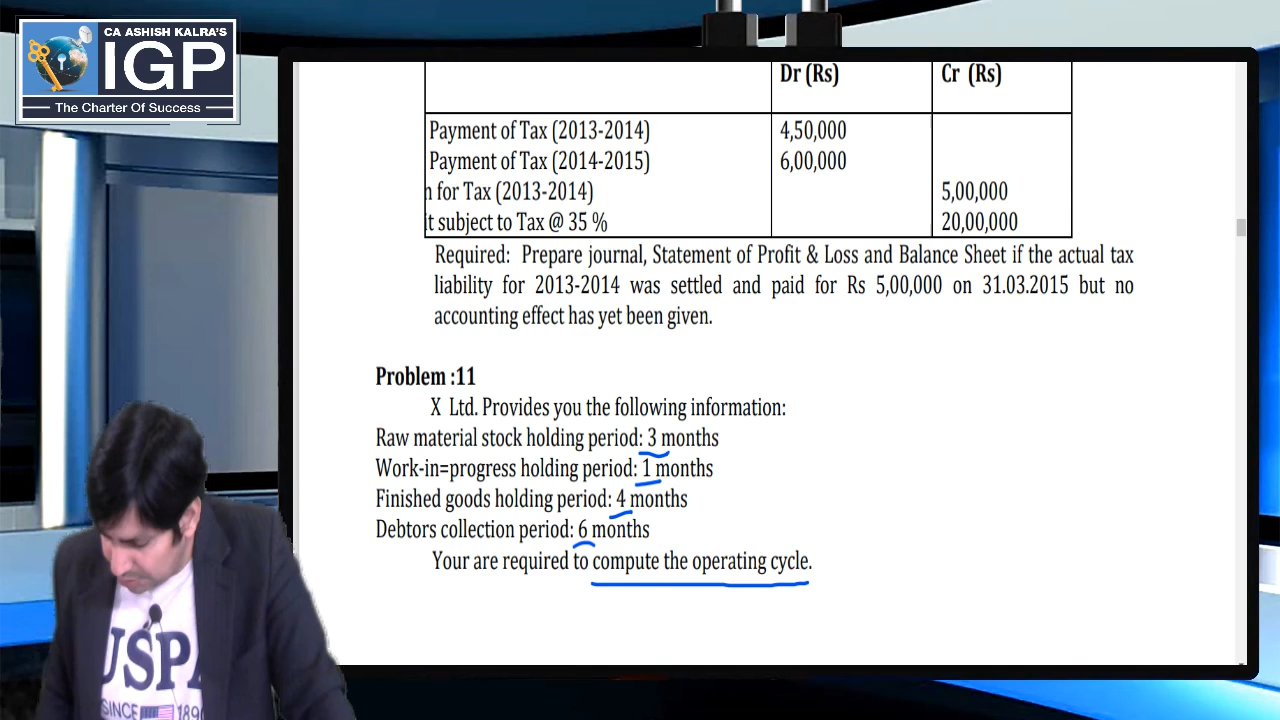 CA ASHISH KALRA'S
IGP
The Charter Of Success
Dr (Rs) Cr (Rs)
Payment of Tax (2013-2014) 4,50,000
Payment of Tax (2014-2015) 6,00,000
n for Tax (2013-2014) 5,00,000
it subject to Tax @ 35 % 20,00,000
Required: Prepare journal, Statement of Profit & Loss and Balance Sheet if the actual tax
liability for 2013-2014 was settled and paid for Rs 5,00,000 on 31.03.2015 but no
accounting effect has yet been given.
Problem :11
X Ltd. Provides you the following information:
Raw material stock holding period: 3 months
Work-in=progress holding period: 1 months
Finished goods holding period: 4 months
Debtors collection period: 6 months
Your are required to compute the operating cycle.
USPA
SINCE 1890